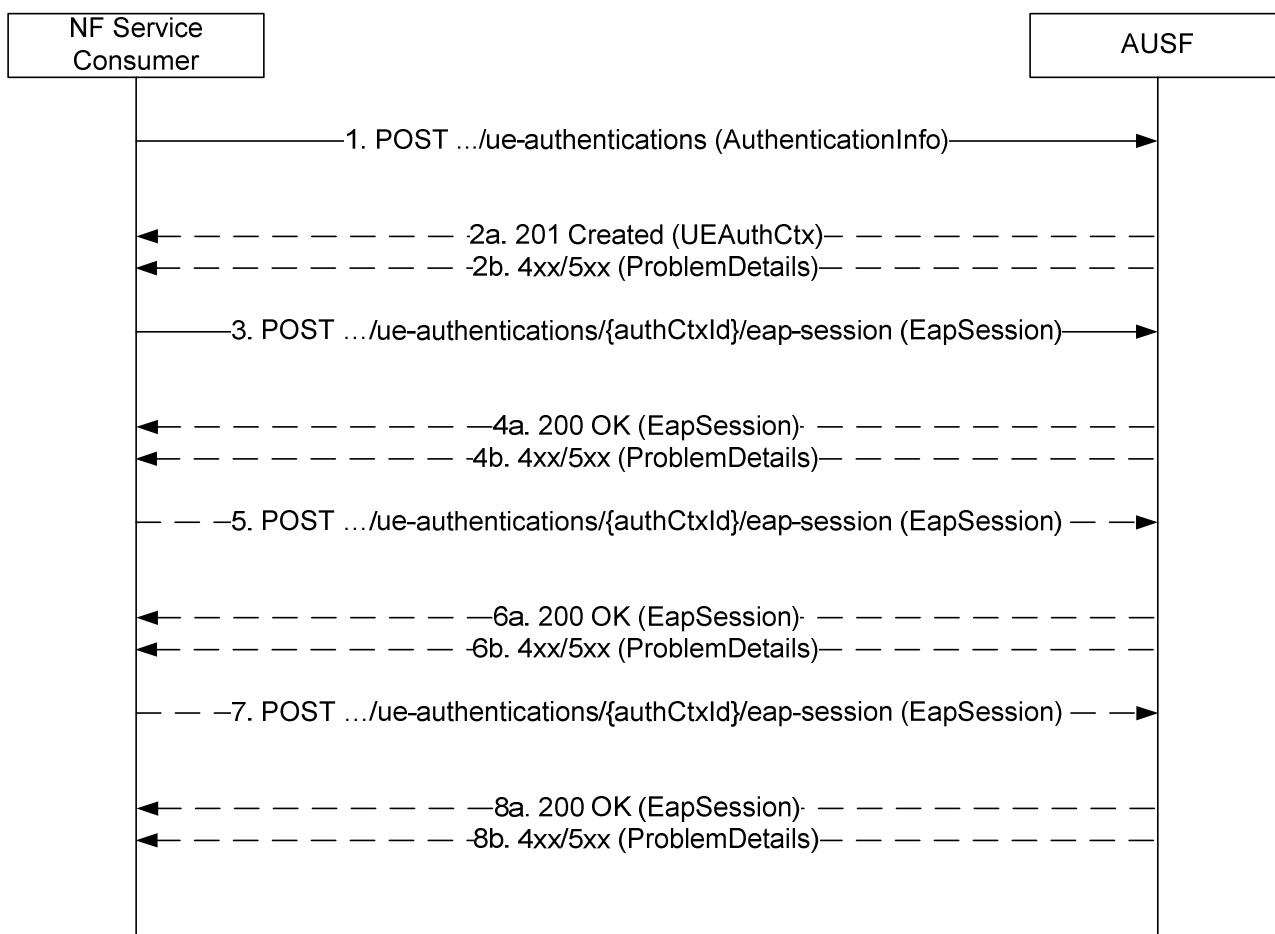 NF Service
Consumer
AUSF
1. POST .../ue-authentications (AuthenticationInfo)
2a. 201 Created (UEAuthCtx)
2b. 4xx/5xx (ProblemDetails)
3. POST .../ue-authentications/{authCtxId}/eap-session (EapSession)
4a. 200 OK (EapSession)
4b. 4xx/5xx (ProblemDetails)
5. POST .../ue-authentications/{authCtxId}/eap-session (EapSession)
6a. 200 OK (EapSession)
6b. 4xx/5xx (ProblemDetails)
7. POST .../ue-authentications/{authCtxId}/eap-session (EapSession)
8a. 200 OK (EapSession)
8b. 4xx/5xx (ProblemDetails)